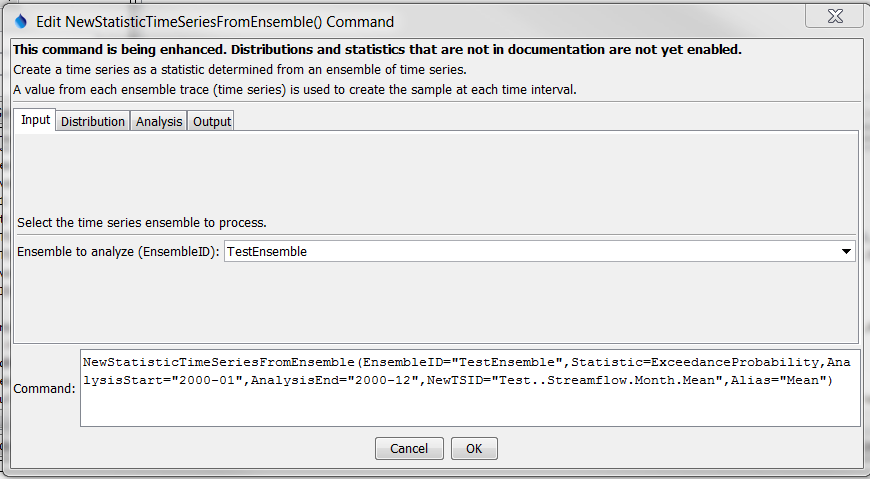 Edit NewStatisticTimeSeriesFromEnsemble() Command
This command is being enhanced. Distributions and statistics that are not in documentation are not yet enabled.
Create a time series as a statistic determined from an ensemble of time series.
A value from each ensemble trace (time series) is used to create the sample at each time interval.
Input Distribution Analysis Output
Select the time series ensemble to process.
Ensemble to analyze (EnsembleID): TestEnsemble
NewStatisticTimeSeriesFromEnsemble(EnsembleID="TestEnsemble",Statistic=ExceedanceProbability,Ana
lysisStart="2000-01",AnalysisEnd="2000-12",NewTSID="Test..Streamflow.Month.Mean",Alias="Mean")
Command:
Cancel OK